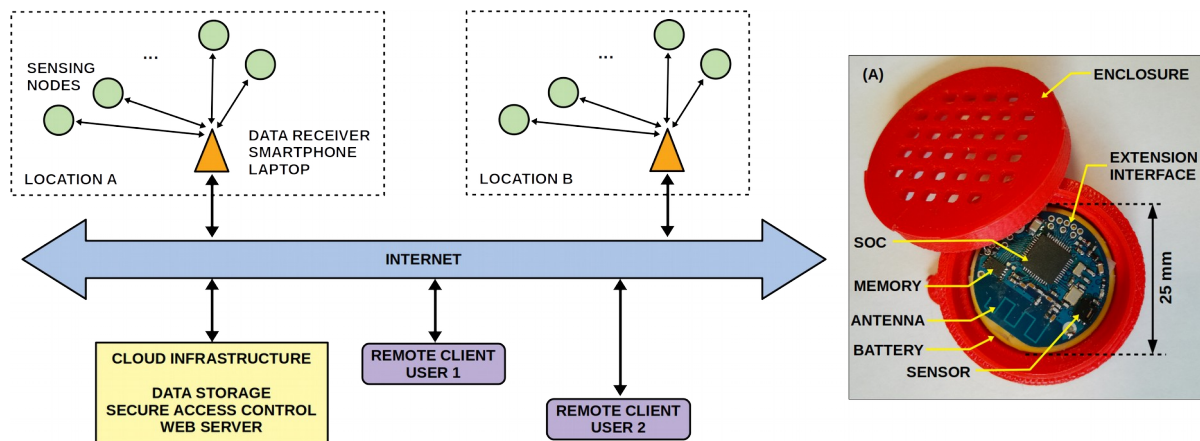 ...
SENSING
NODES
DATA RECEIVER
SMARTPHONE
LAPTOP
LOCATION A
...
LOCATION B
INTERNET
CLOUD INFRASTRUCTURE
DATA STORAGE
SECURE ACCESS CONTROL
WEB SERVER
REMOTE CLIENT
USER 1
REMOTE CLIENT
USER 2
(A)
ENCLOSURE
EXTENSION
INTERFACE
SOC
MEMORY
ANTENNA
BATTERY
SENSOR
25 mm